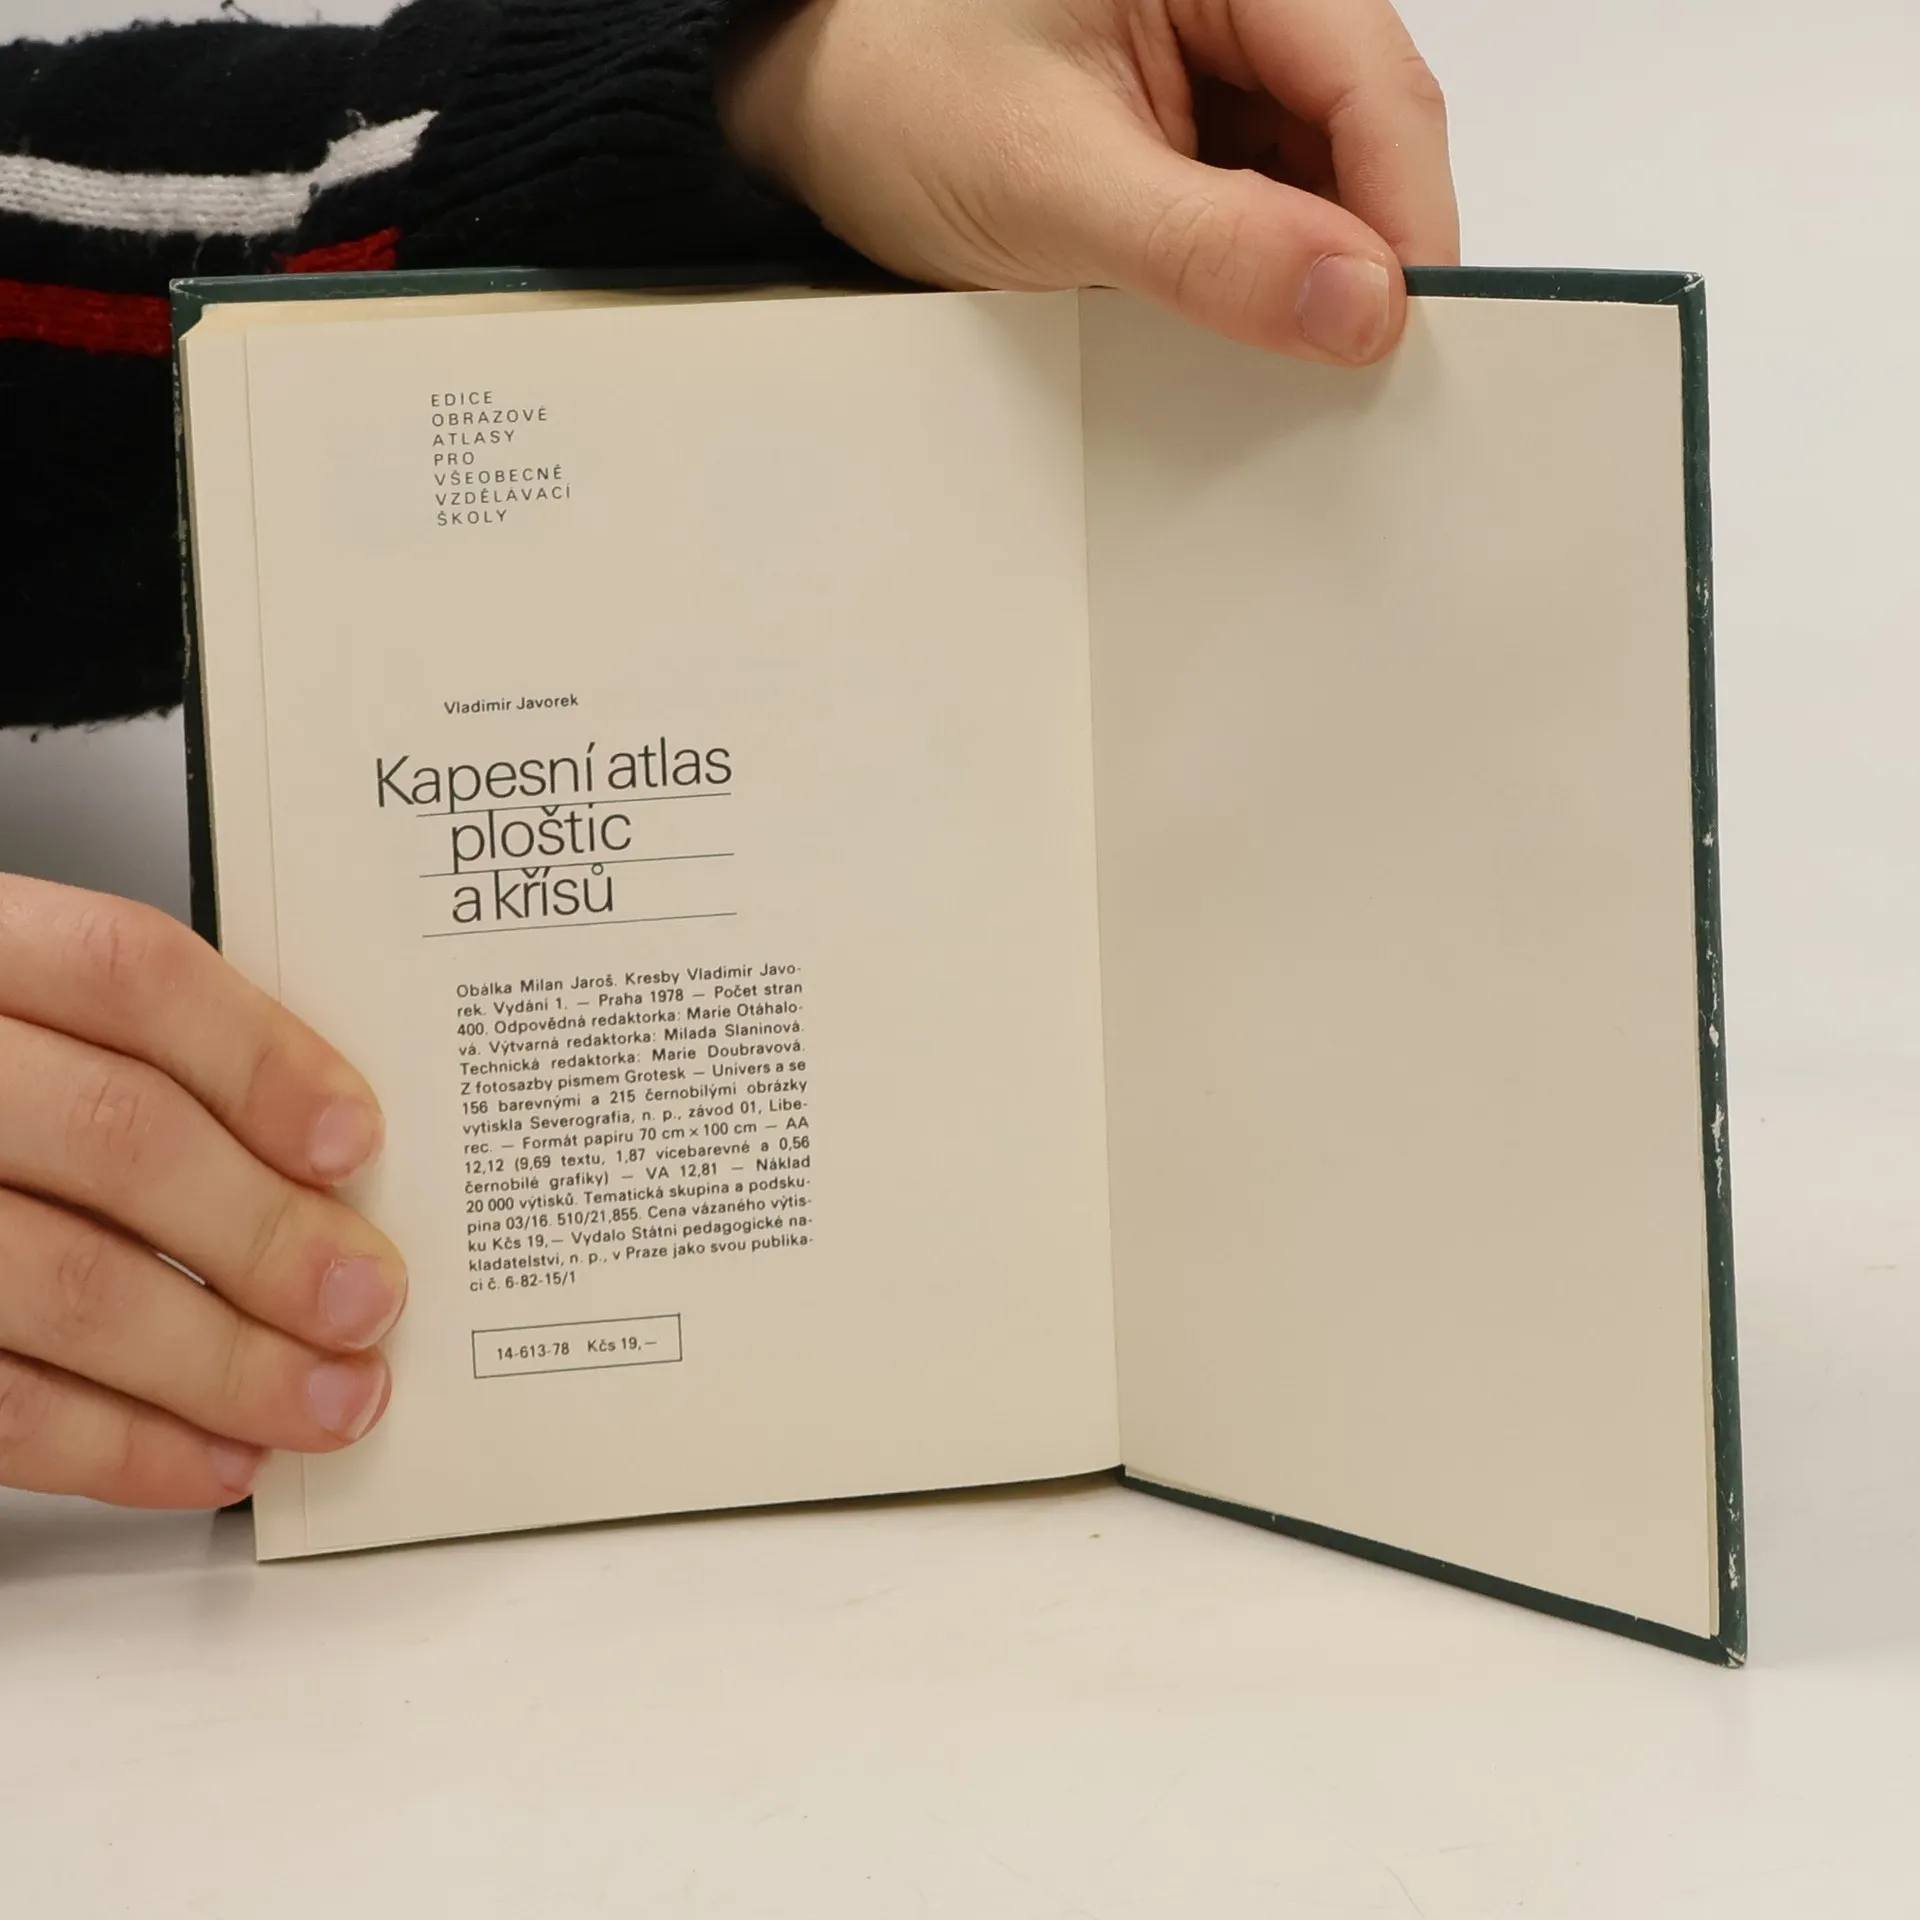 EDICE
OBRAZOVÉ
ATLASY
PRO
VŠEOBECNĚ
VZDĚLÁVACÍ
ŠKOLY
Vladimír Javorek
Kapesní atlas
ploštic
a křísů
Obálka Milan Jaroš. Kresby Vladimír Javo-
rek. Vydání 1. — Praha 1978 — Počet stran
400. Odpovědná redaktorka: Marie Otáhalo-
vá. Výtvarná redaktorka: Milada Slaninová.
Technická redaktorka: Marie Doubravová.
Z fotosazby písmem Grotesk — Univers a se
156 barevnými a 215 černobílými obrázky
vytiskla Severografia, n. p., závod 01, Libe-
rec. — Formát papíru 70 cm × 100 cm — AA
12,12 (9,69 textu, 1,87 vícebarevné a 0,56
černobílé grafiky) — VA 12,81 — Náklad
20 000 výtisků. Tematická skupina a podsku-
pina 03/16. 510/21,855. Cena vázaného výtis-
ku Kčs 19,— Vydalo Státní pedagogické na-
kladatelství, n. p., v Praze jako svou publika-
ci č. 6-82-15/1
14-613-78 Kčs 19,—